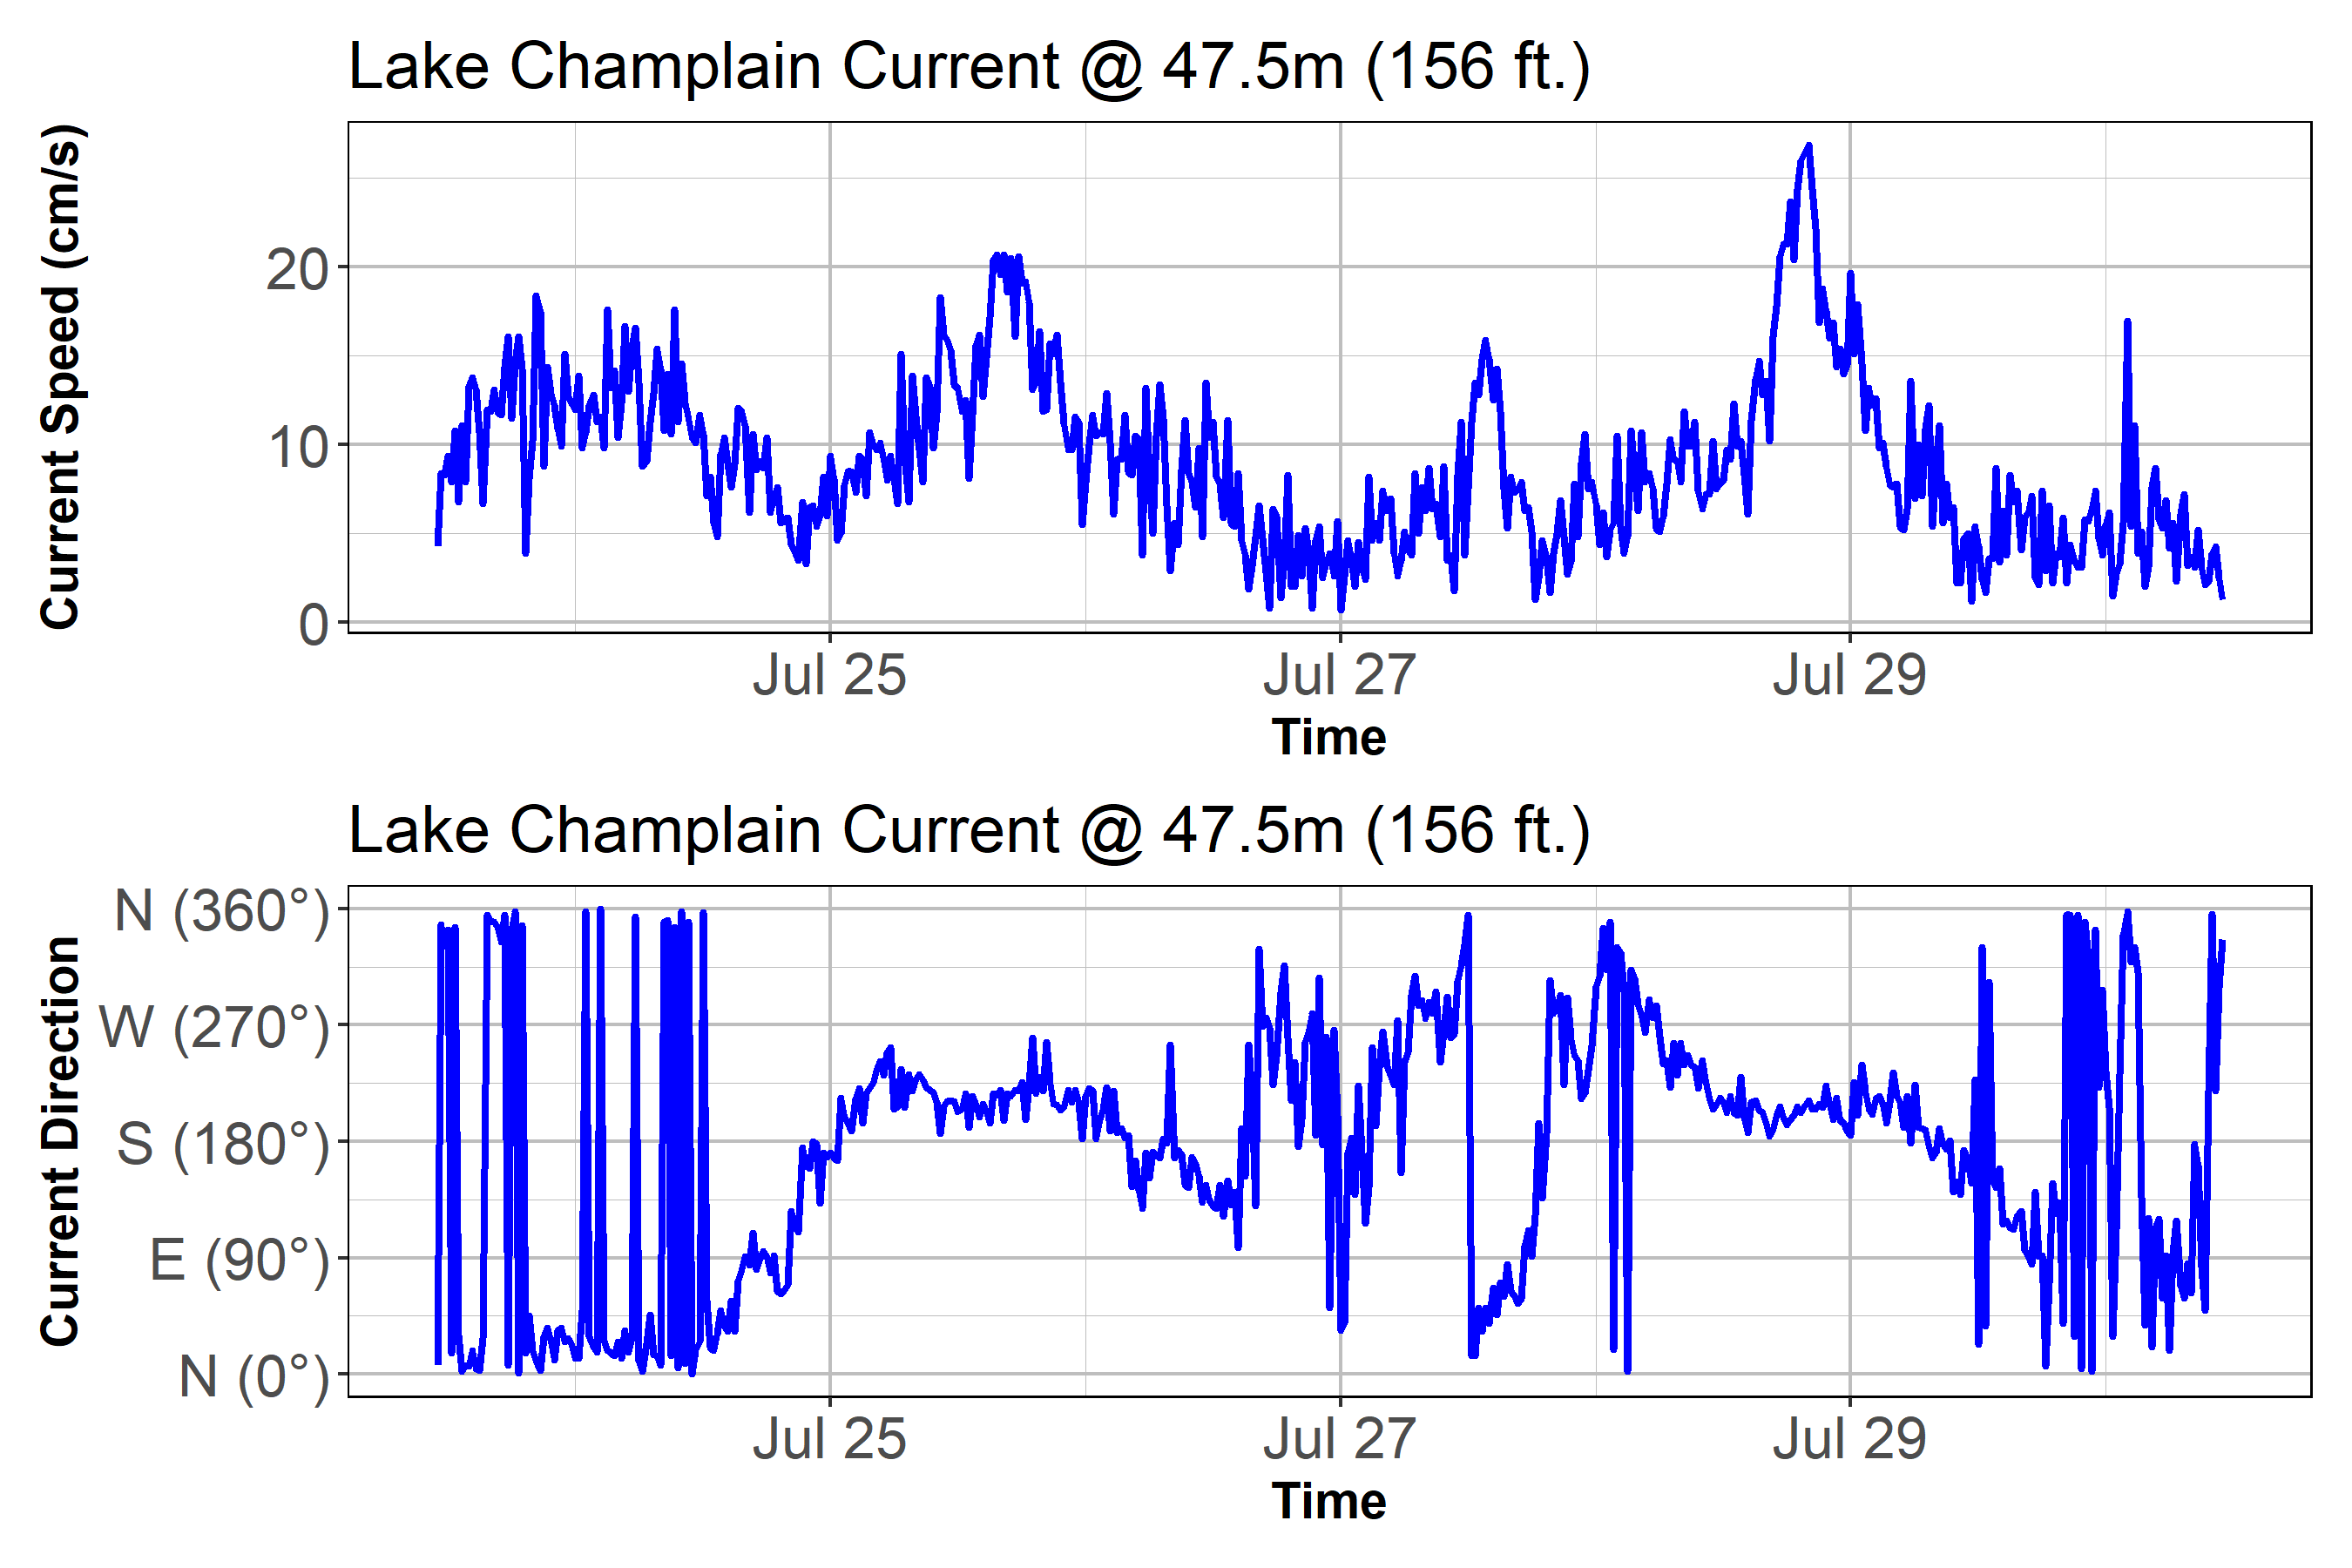 Lake Champlain Current @ 47.5m (156 ft.)
Current Speed (cm/s)
20
10
0
Jul 25 Jul 27 Jul 29
Time
Lake Champlain Current @ 47.5m (156 ft.)
Current Direction
N (360°)
W (270°)
S (180°)
E (90°)
N (0°)
Jul 25 Jul 27 Jul 29
Time